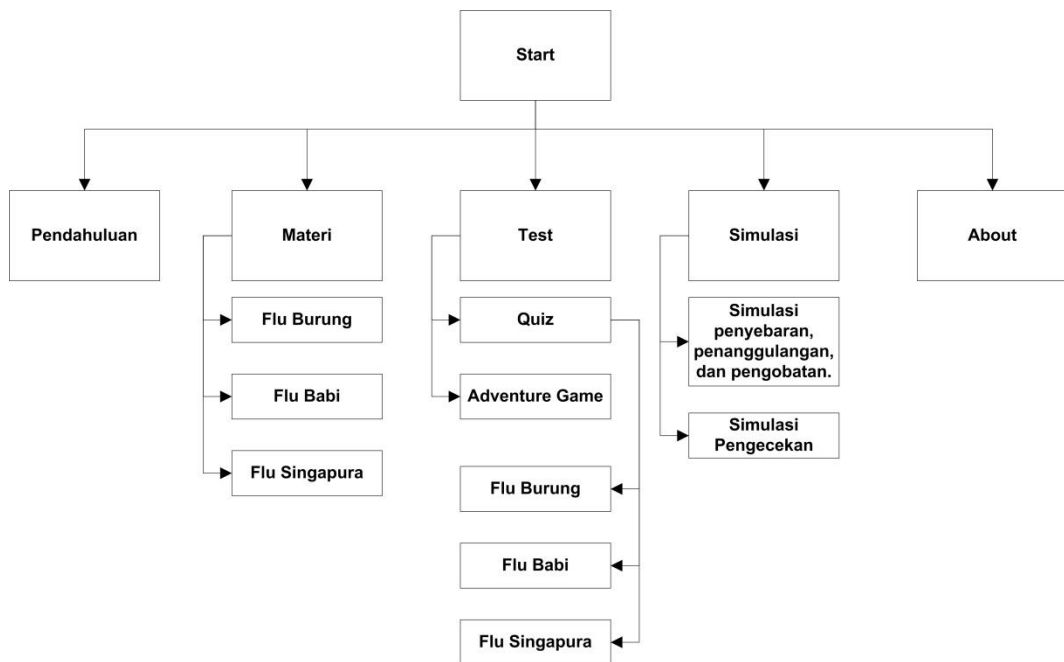 Start
Pendahuluan
Materi
Test
Simulasi
About
Flu Burung
Flu Babi
Flu Singapura
Quiz
Adventure Game
Flu Burung
Flu Babi
Flu Singapura
Simulasi
penyebaran,
penanggulangan,
dan pengobatan.
Simulasi
Pengecekan